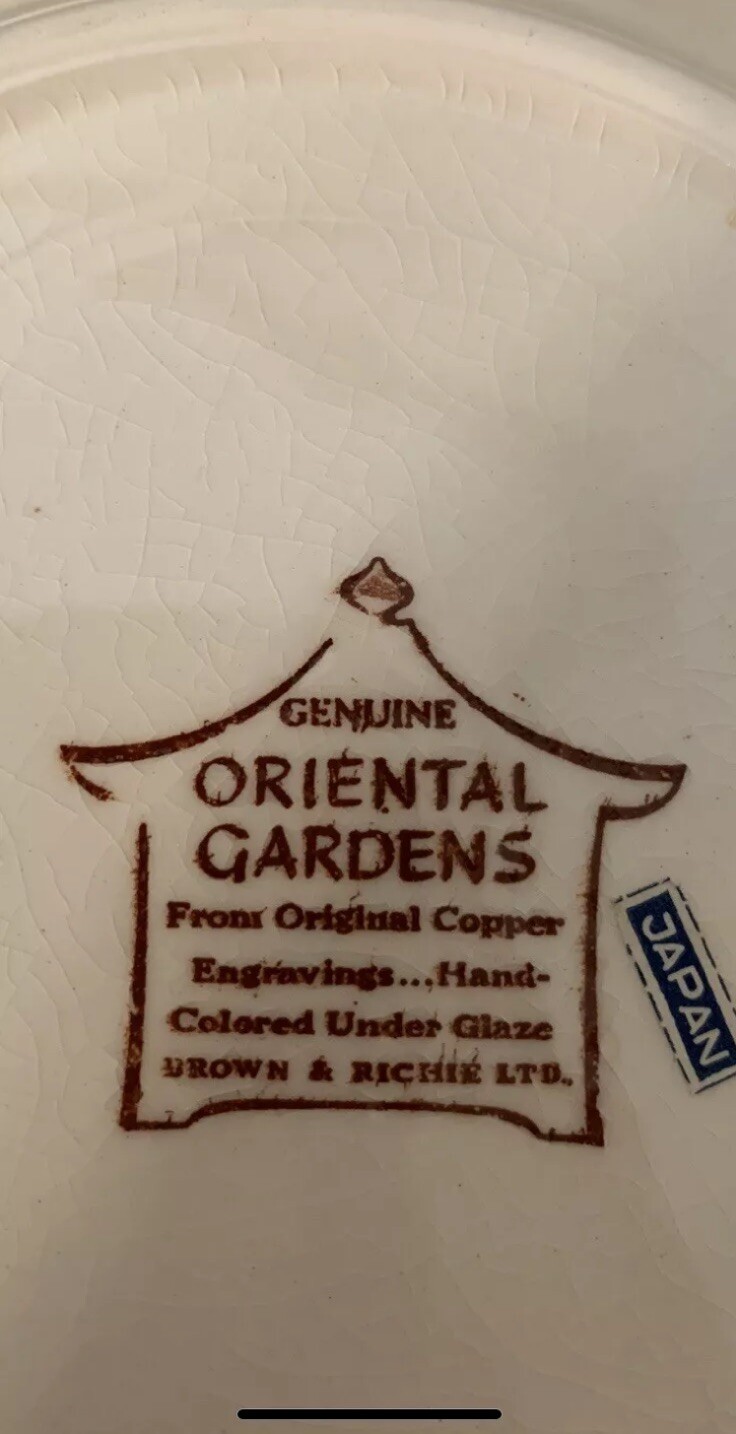 GENUINE
ORIENTAL
GARDENS
From Original Copper
Engravings...Hand-
Colored Under Glaze
BROWN & RICHIE LTD.
JAPAN